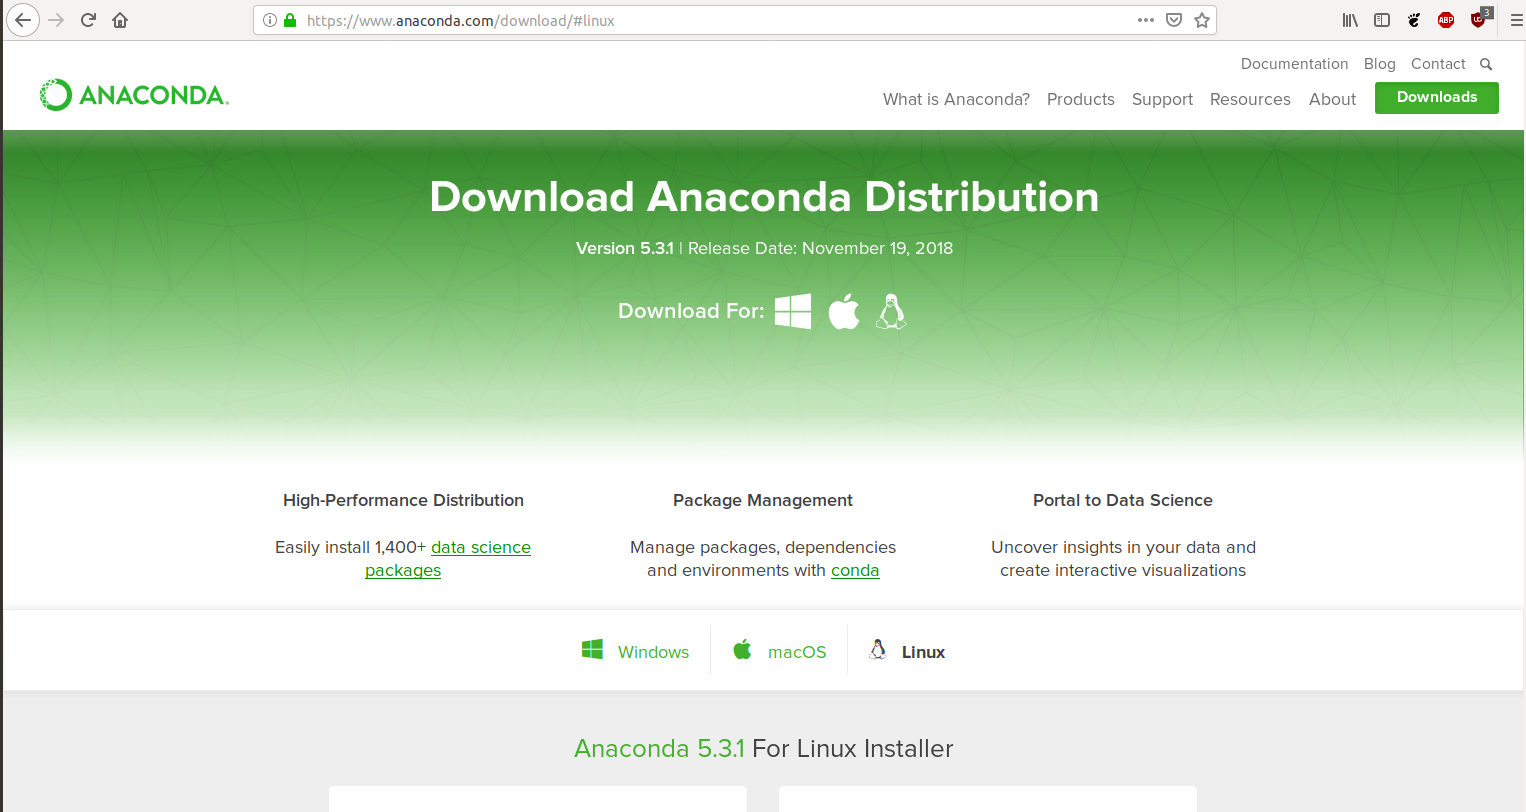 https://www.anaconda.com/download/#linux
ABP
3
Documentation Blog Contact
ANACONDA.
What is Anaconda? Products Support Resources About Downloads
Download Anaconda Distribution
Version 5.3.1 | Release Date: November 19, 2018
Download For:
High-Performance Distribution
Easily install 1,400+ data science
packages
Package Management
Manage packages, dependencies
and environments with conda
Portal to Data Science
Uncover insights in your data and
create interactive visualizations
Windows macOS Linux
Anaconda 5.3.1 For Linux Installer